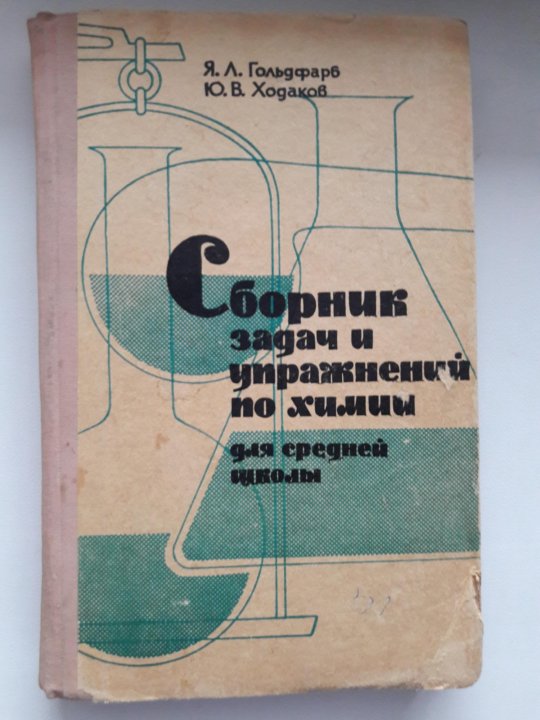 Я. Л. Гольдфарб
Ю. В. Ходаков
Сборник
задач и
упражнений
по химии
для средней
школы